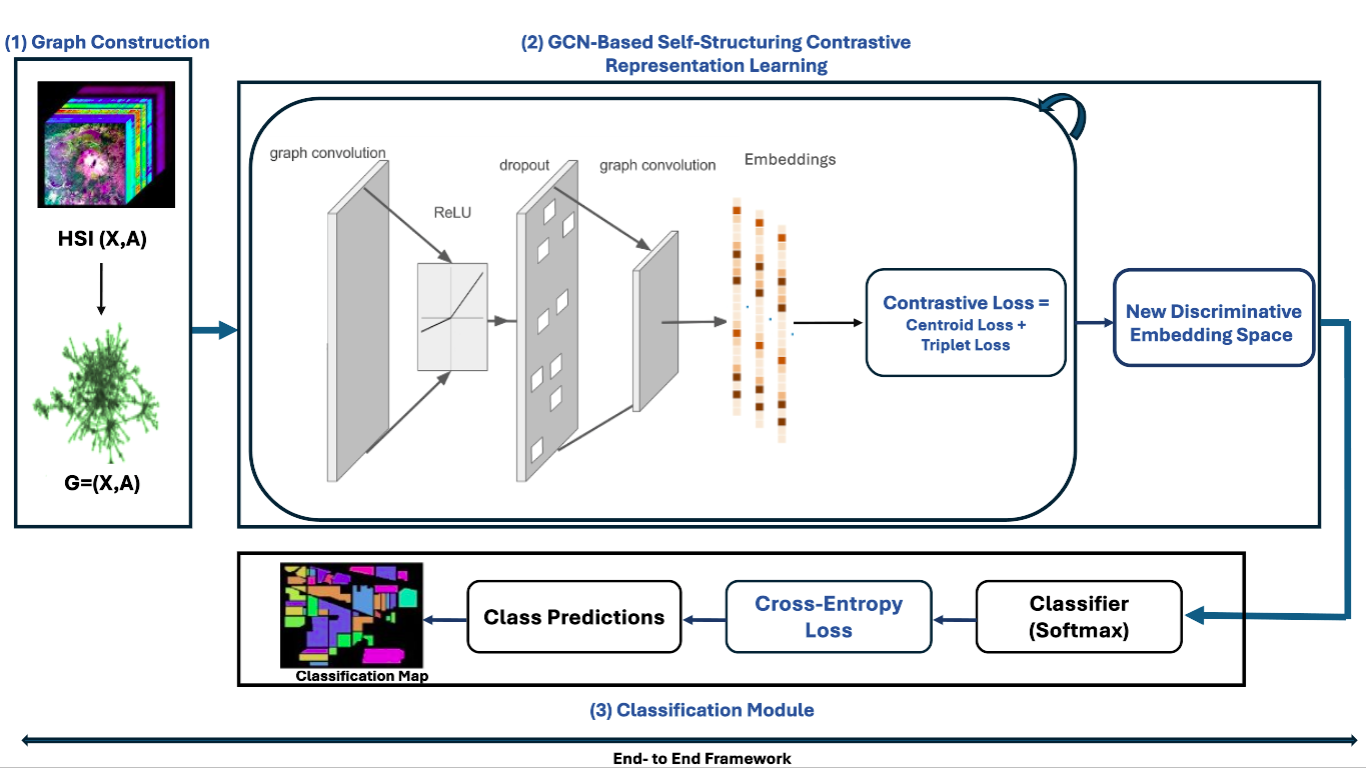 (1) Graph Construction
HSI (X,A)
G=(X,A)
(2) GCN-Based Self-Structuring Contrastive
Representation Learning
graph convolution
ReLU
dropout
graph convolution
Embeddings
Contrastive Loss =
Centroid Loss +
Triplet Loss
New Discriminative
Embedding Space
Classifier
(Softmax)
Cross-Entropy
Loss
Class Predictions
Classification Map
(3) Classification Module
End- to End Framework